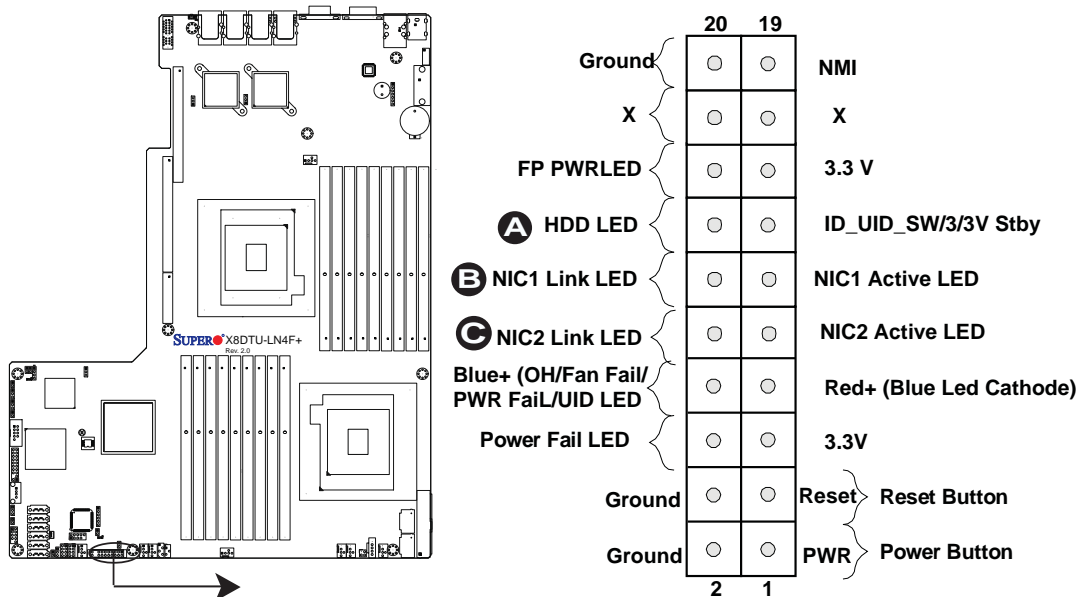 20 19
Ground NMI
X X
FP PWRLED 3.3 V
A HDD LED ID_UID_SW/3/3V Stby
B NIC1 Link LED NIC1 Active LED
C NIC2 Link LED NIC2 Active LED
Blue+ (OH/Fan Fail/
PWR FaiL/UID LED Red+ (Blue Led Cathode)
Power Fail LED 3.3V
Ground Reset Reset Button
Ground PWR Power Button
2 1
SUPER X8DTU-LN4F+
Rev. 2.0